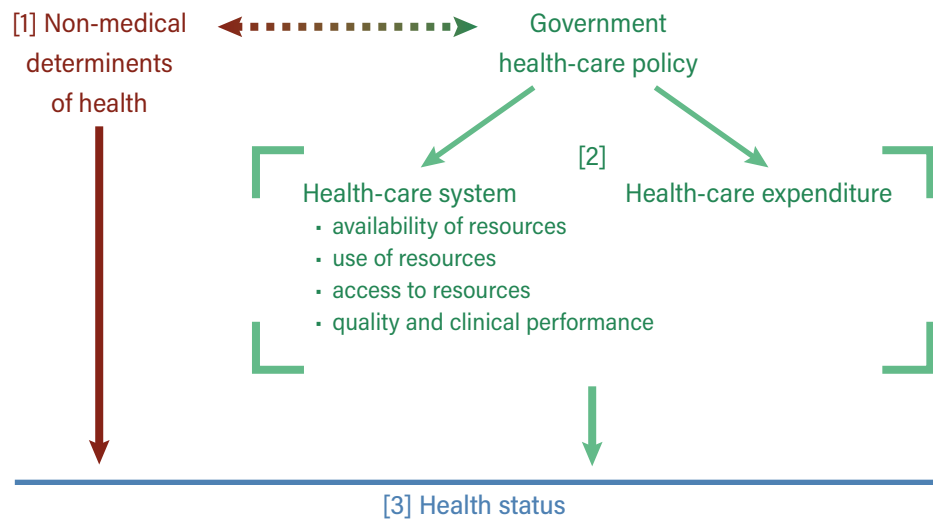 [1] Non-medical
determinents
of health
Government
health-care policy
[2]
Health-care system
▪ availability of resources
▪ use of resources
▪ access to resources
▪ quality and clinical performance
Health-care expenditure
[3] Health status